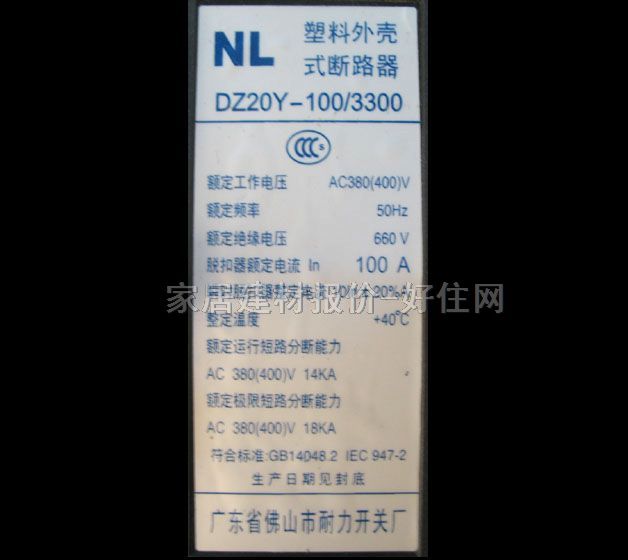 NL 塑料外壳
式断路器
DZ20Y-100/3300
CCC S
额定工作电压 AC380(400)V
额定频率 50Hz
额定绝缘电压 660 V
脱扣器额定电流 In 100 A
家居建材报价-好住网
整定温度 +40℃
额定运行短路分断能力
AC 380(400)V 14KA
额定极限短路分断能力
AC 380(400)V 18KA
符合标准:GB14048.2 IEC 947-2
生产日期见封底
广东省佛山市耐力开关厂